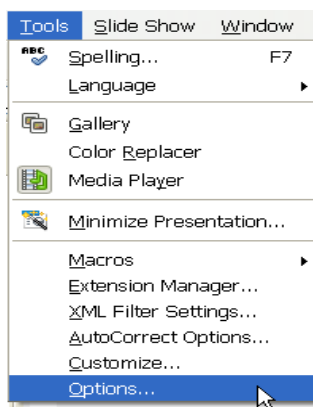 Tools Slide Show Window
ABC Spelling... F7
Language
Gallery
Color Replacer
Media Player
Minimize Presentation...
Macros
Extension Manager...
XML Filter Settings...
AutoCorrect Options...
Customize...
Options...